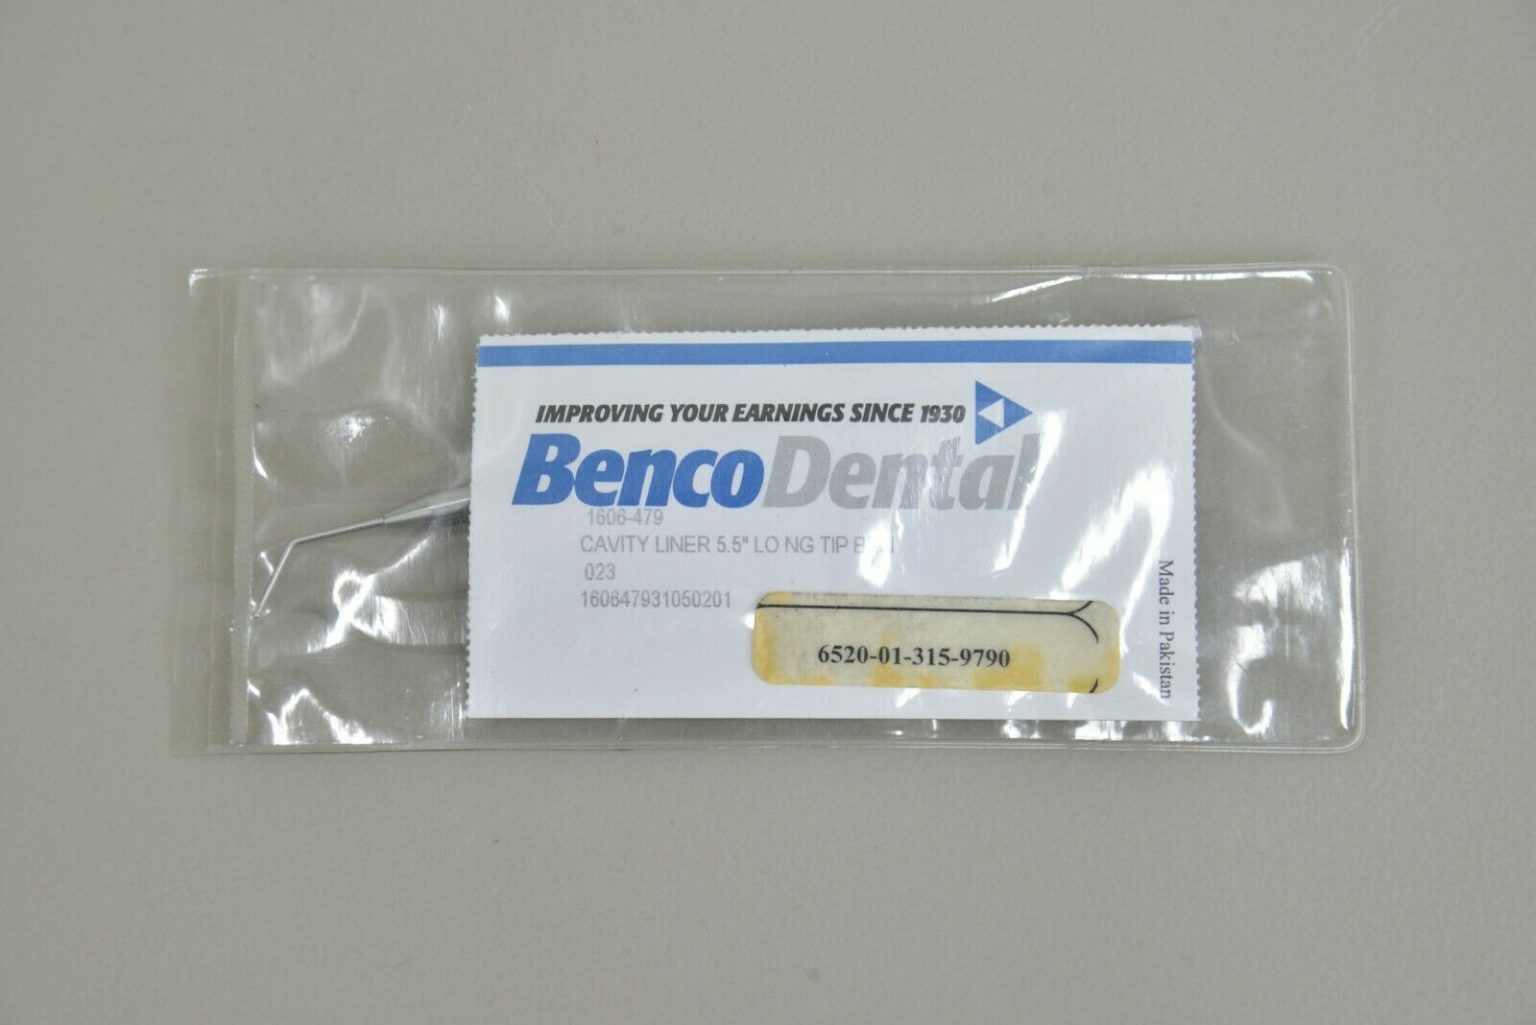 IMPROVING YOUR EARNINGS SINCE 1930
BencoDental
1606-479
CAVITY LINER 5.5" LO NG TIP
023
160647931050201
6520-01-315-9790
Made in Pakistan